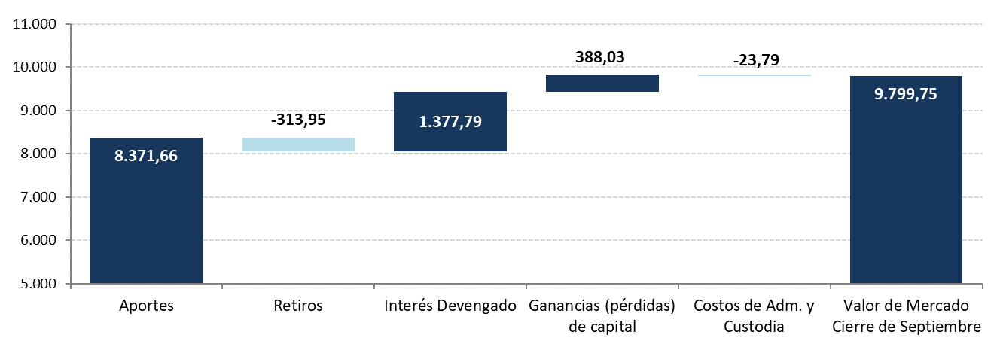 11.000
10.000
9.000
8.000
7.000
6.000
5.000
8.371,66
-313,95
1.377,79
388,03
-23,79
9.799,75
Aportes
Retiros
Interés Devengado
Ganancias (pérdidas)
de capital
Costos de Adm. y
Custodia
Valor de Mercado
Cierre de Septiembre